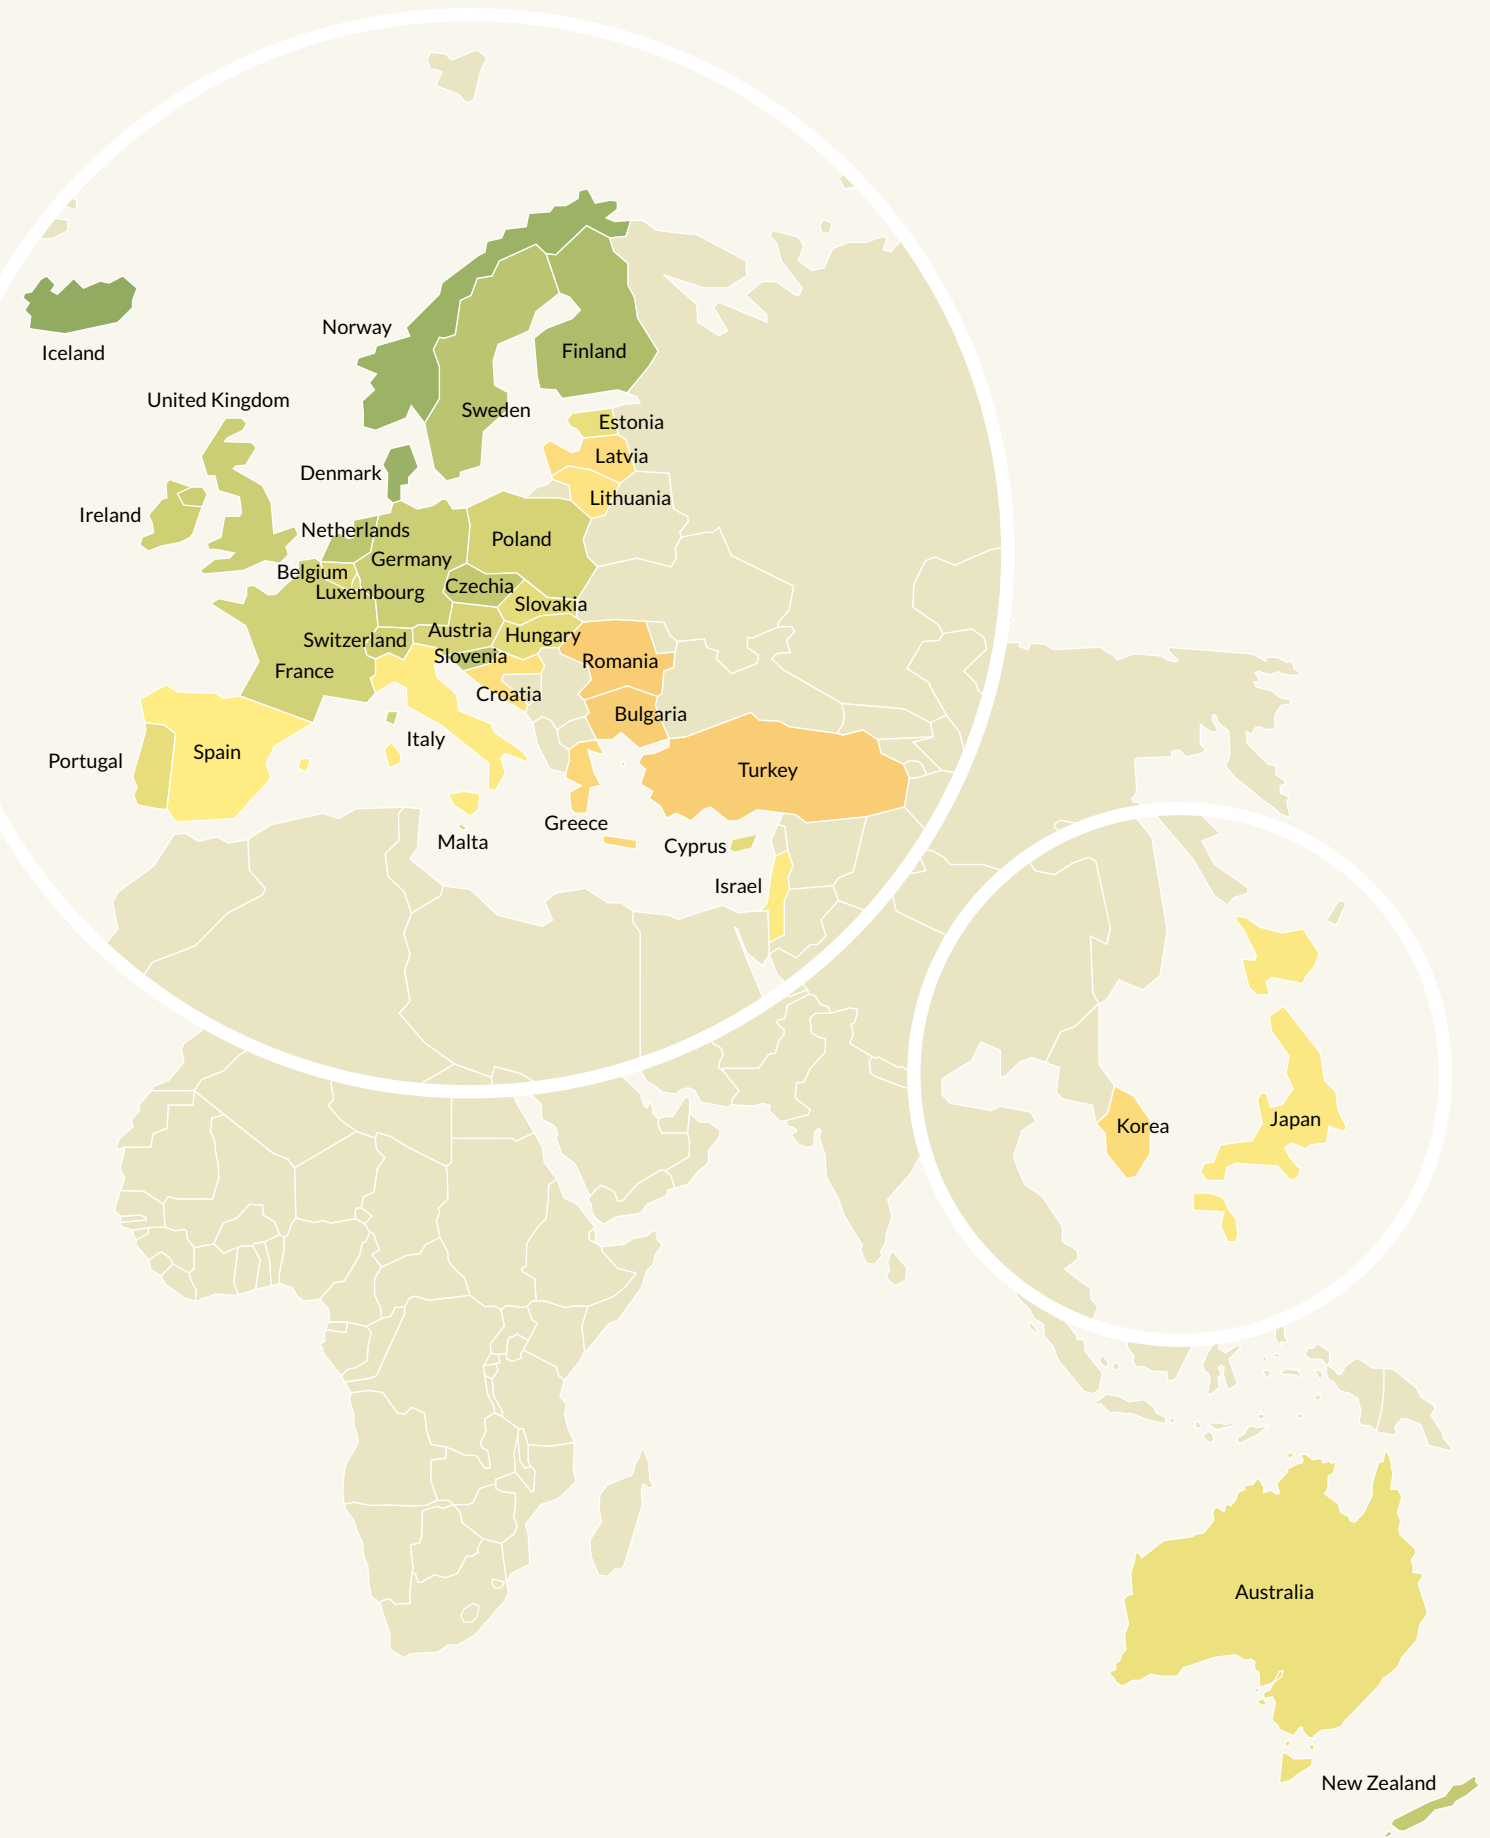 Norway
Finland
Iceland
United Kingdom
Sweden
Estonia
Latvia
Denmark
Lithuania
Ireland
Netherlands
Poland
Germany
Belgium
Czechia
Luxembourg
Slovakia
Austria
Hungary
Switzerland
Slovenia
Romania
France
Croatia
Bulgaria
Italy
Spain
Portugal
Turkey
Greece
Malta
Cyprus
Israel
Japan
Korea
Australia
New Zealand